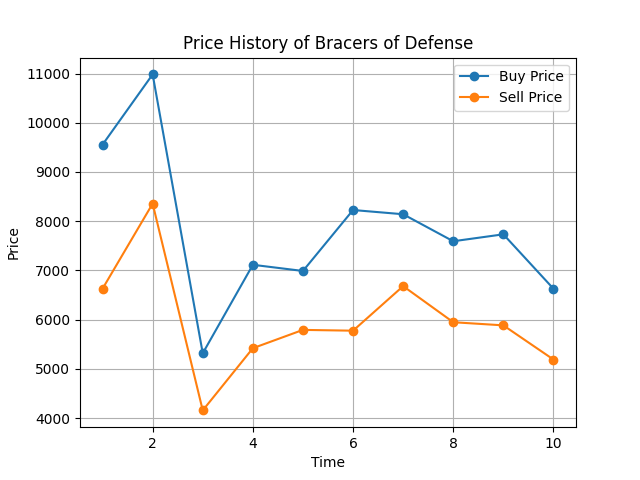 Price History of Bracers of Defense
Buy Price
Sell Price
Price
11000
10000
9000
8000
7000
6000
5000
4000
2
4
6
8
10
Time